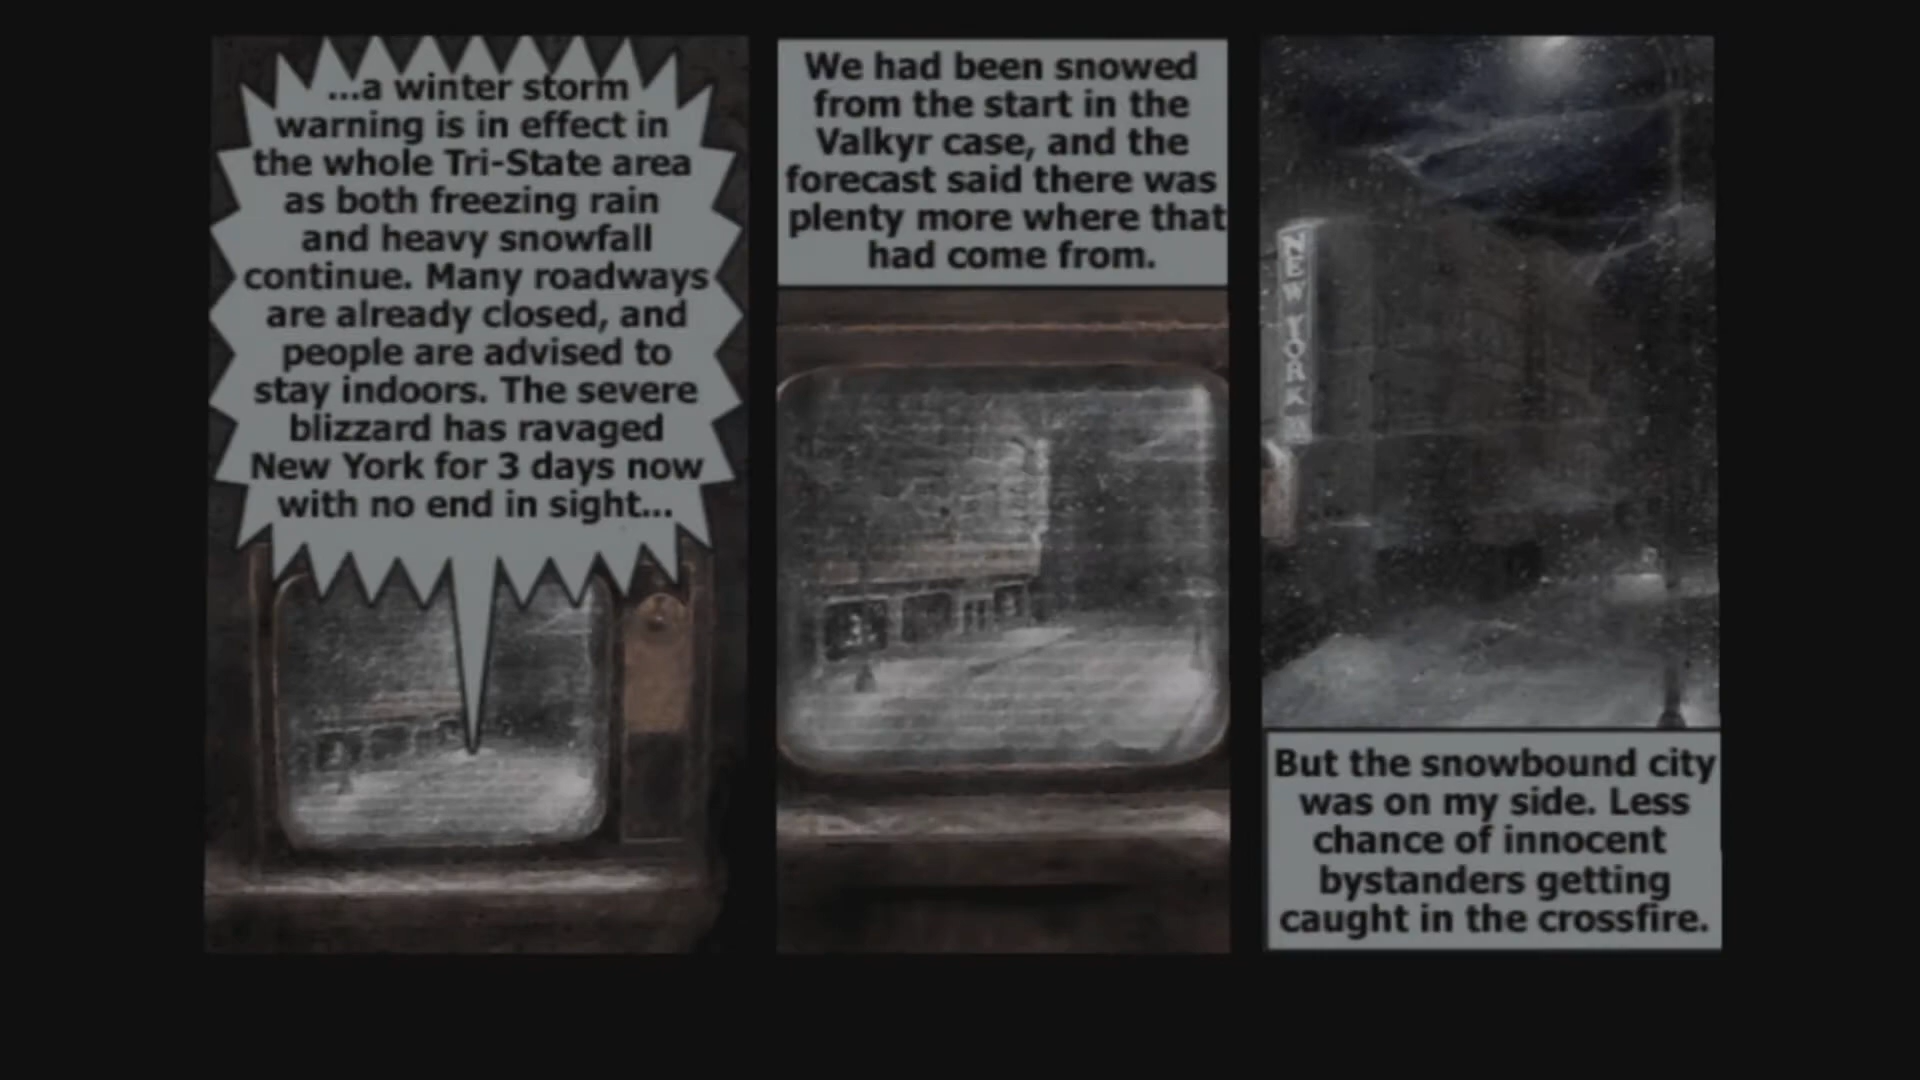 ...a winter storm
warning is in effect in
the whole Tri-State area
as both freezing rain
and heavy snowfall
continue. Many roadways
are already closed, and
people are advised to
stay indoors. The severe
blizzard has ravaged
New York for 3 days now
with no end in sight...
We had been snowed
from the start in the
Valkyr case, and the
forecast said there was
plenty more where that
had come from.
NEW YORK
But the snowbound city
was on my side. Less
chance of innocent
bystanders getting
caught in the crossfire.